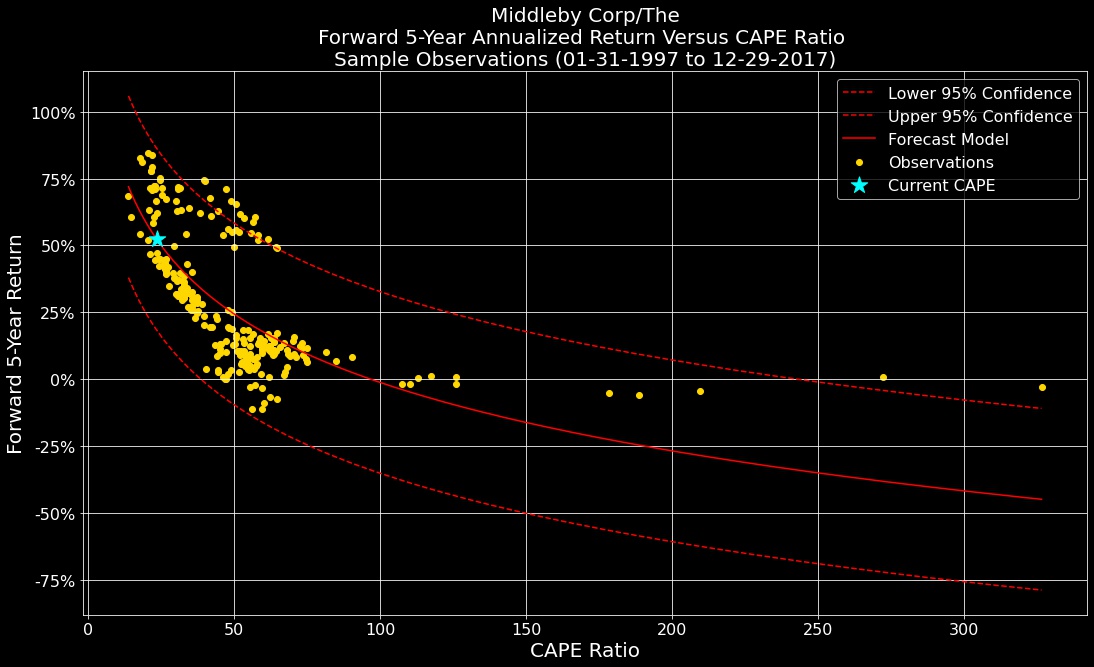 Middleby Corp/The
Forward 5-Year Annualized Return Versus CAPE Ratio
Sample Observations (01-31-1997 to 12-29-2017)
Lower 95% Confidence
Upper 95% Confidence
Forecast Model
Observations
Current CAPE
Forward 5-Year Return
100%
75%
50%
25%
0%
-25%
-50%
-75%
0 50 100 150 200 250 300
CAPE Ratio